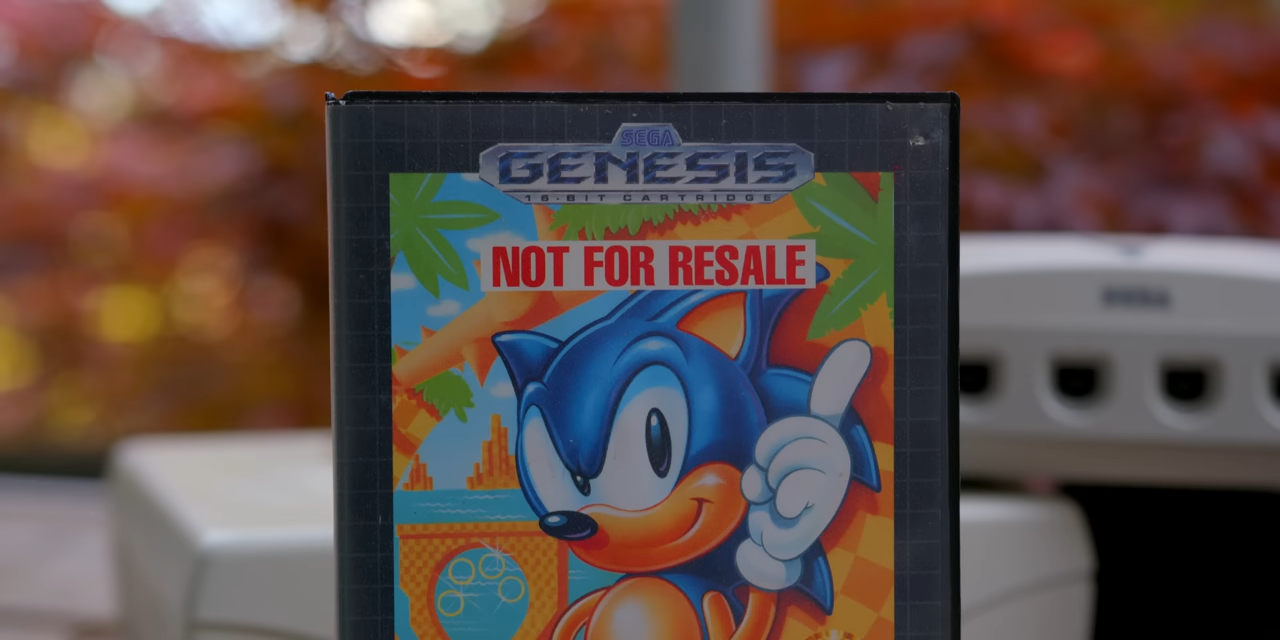 SEGA
GENESIS
16-BIT CARTRIDGE
NOT FOR RESALE
SEGA